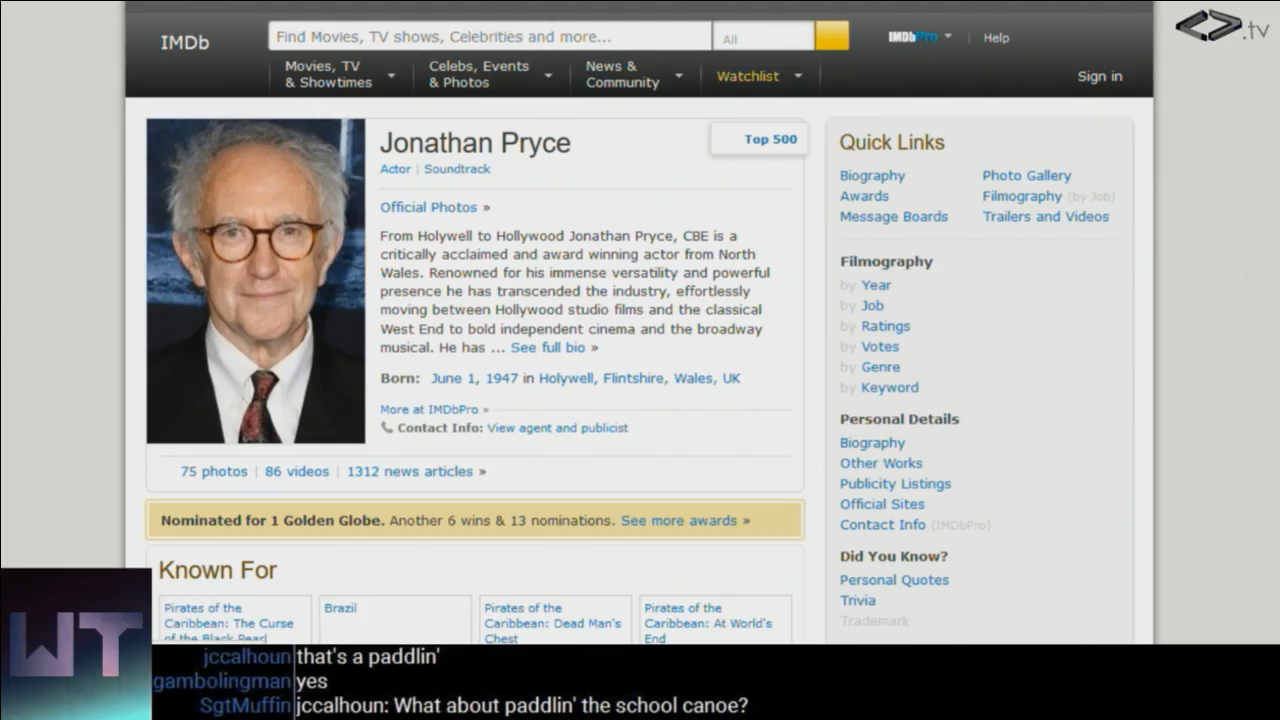 .tv
IMDb
Find Movies, TV shows, Celebrities and more...
All
IMDbPro
Help
Movies, TV
& Showtimes
Celebs, Events
& Photos
News &
Community
Watchlist
Sign in
Jonathan Pryce
Top 500
Actor | Soundtrack
Official Photos »
From Holywell to Hollywood Jonathan Pryce, CBE is a
critically acclaimed and award winning actor from North
Wales. Renowned for his immense versatility and powerful
presence he has transcended the industry, effortlessly
moving between Hollywood studio films and the classical
West End to bold independent cinema and the broadway
musical. He has ... See full bio »
Born: June 1, 1947 in Holywell, Flintshire, Wales, UK
More at IMDbPro »
Contact Info: View agent and publicist
75 photos | 86 videos | 1312 news articles »
Nominated for 1 Golden Globe. Another 6 wins & 13 nominations. See more awards »
Known For
Pirates of the
Caribbean: The Curse
of the Black Pearl
Brazil
Pirates of the
Caribbean: Dead Man's
Chest
Pirates of the
Caribbean: At World's
End
Quick Links
Biography
Photo Gallery
Awards
Filmography (by Job)
Message Boards
Trailers and Videos
Filmography
by Year
by Job
by Ratings
by Votes
by Genre
by Keyword
Personal Details
Biography
Other Works
Publicity Listings
Official Sites
Contact Info (IMDbPro)
Did You Know?
Personal Quotes
Trivia
Trademark
WT
jccalhoun that's a paddlin'
gambolingman yes
SgtMuffin jccalhoun: What about paddlin' the school canoe?